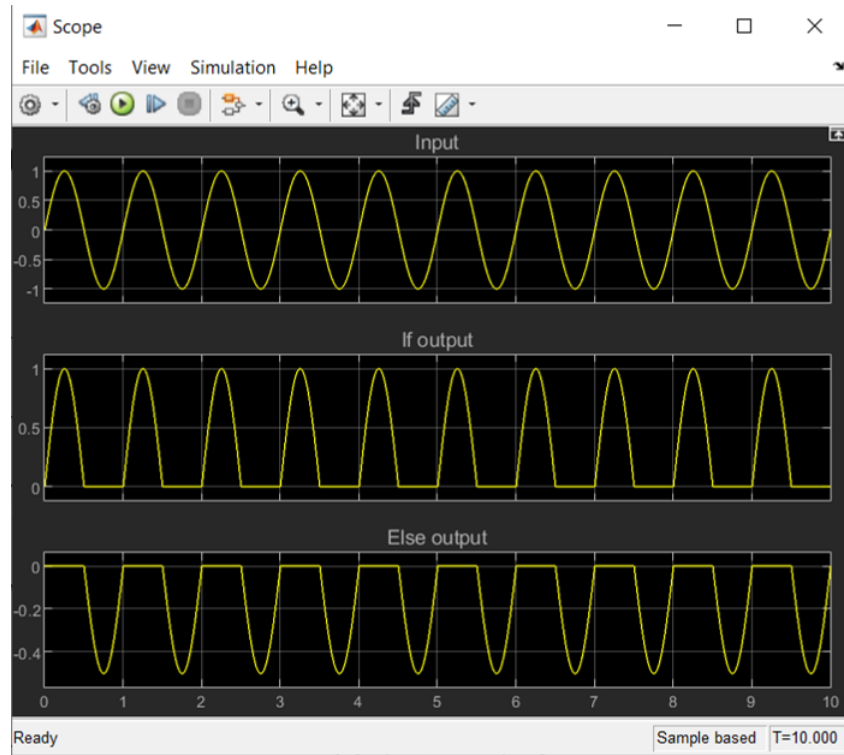 Scope
File Tools View Simulation Help
Input
1
0.5
0
-0.5
-1
If output
1
0.5
0
Else output
0
-0.2
-0.4
0 1 2 3 4 5 6 7 8 9 10
Ready Sample based T=10.000